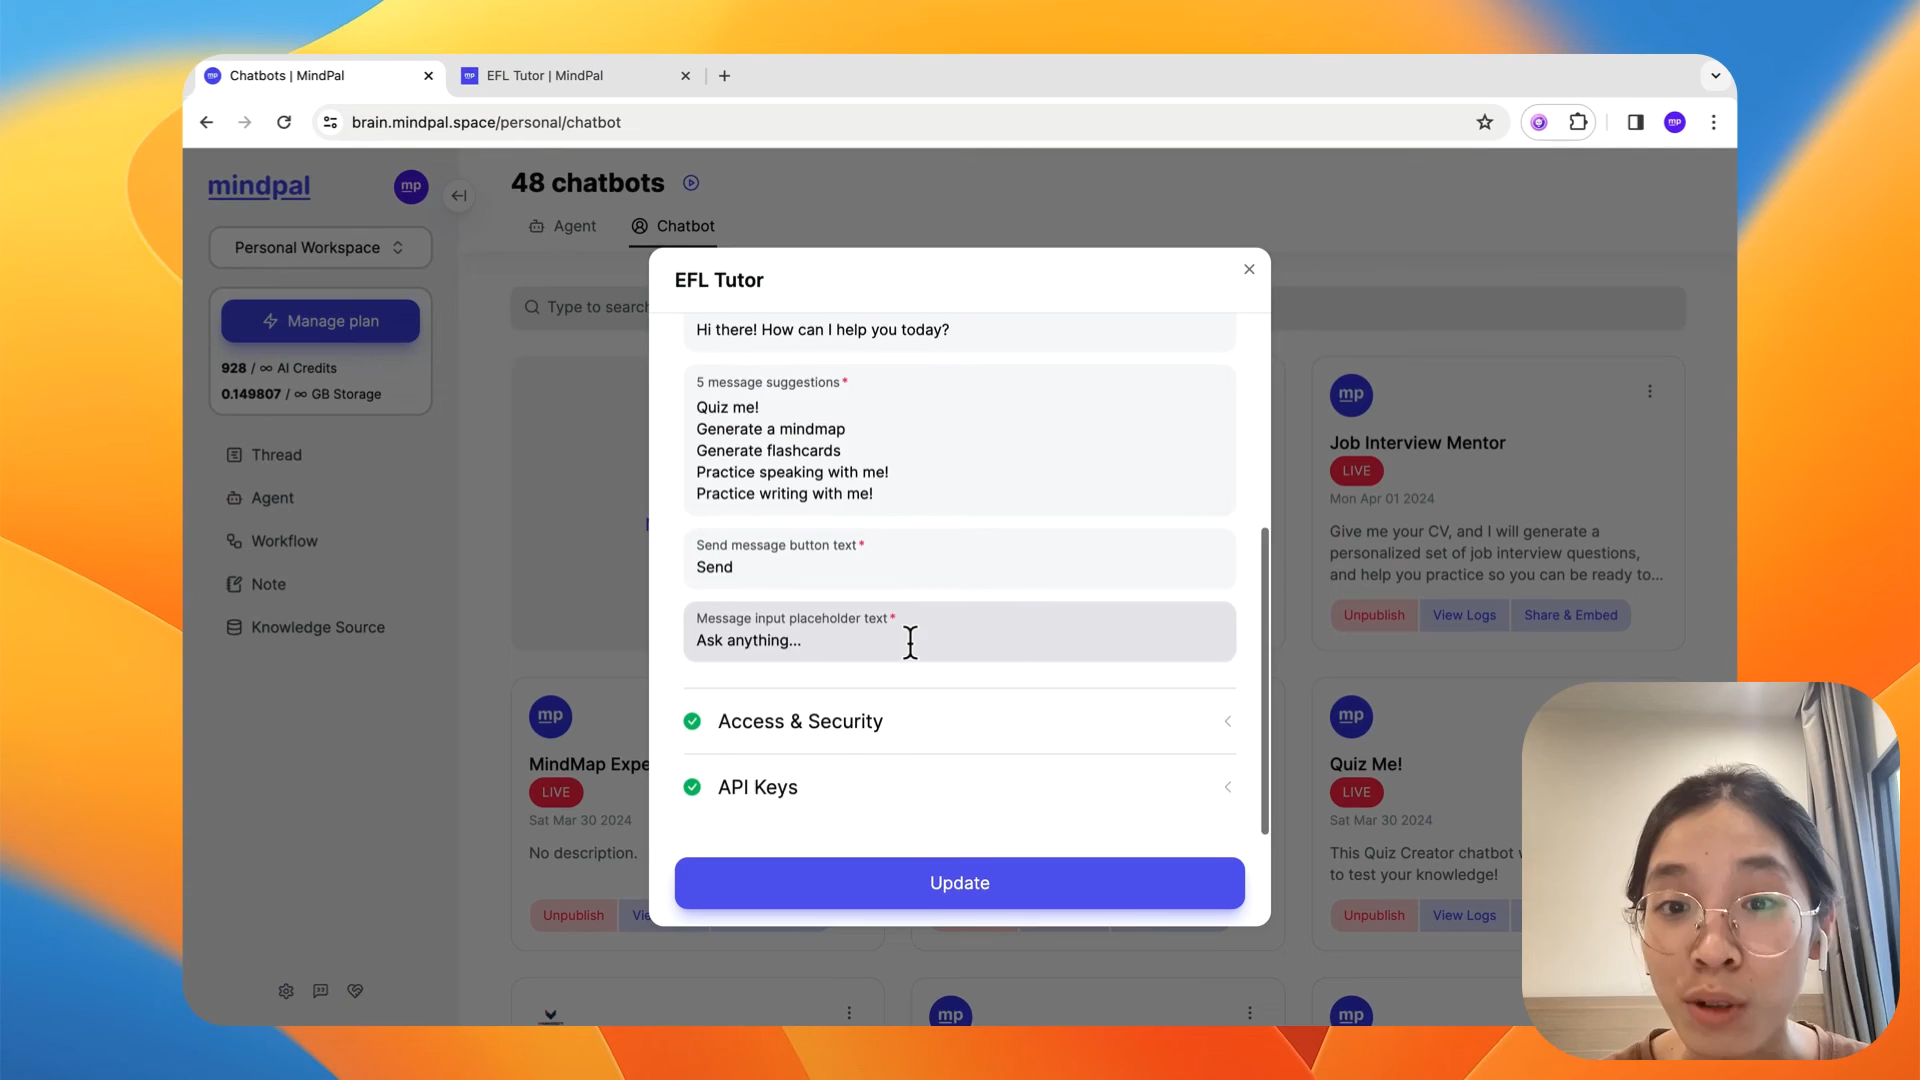 Chatbots | MindPal
EFL Tutor | MindPal
brain.mindpal.space/personal/chatbot
mindpal
mp
48 chatbots
Agent
Chatbot
Personal Workspace
Manage plan
928 / ∞ AI Credits
0.149807 / ∞ GB Storage
Thread
Agent
Workflow
Note
Knowledge Source
Type to search
EFL Tutor
Hi there! How can I help you today?
5 message suggestions*
Quiz me!
Generate a mindmap
Generate flashcards
Practice speaking with me!
Practice writing with me!
Send message button text*
Send
Message input placeholder text*
Ask anything...
Access & Security
API Keys
Update
mp
Job Interview Mentor
LIVE
Mon Apr 01 2024
Give me your CV, and I will generate a
personalized set of job interview questions,
and help you practice so you can be ready to...
Unpublish
View Logs
Share & Embed
mp
MindMap Expe
LIVE
Sat Mar 30 2024
No description.
Unpublish
Vie
mp
Quiz Me!
LIVE
Sat Mar 30 2024
This Quiz Creator chatbot
to test your knowledge!
Unpublish
View Logs
mp
mp